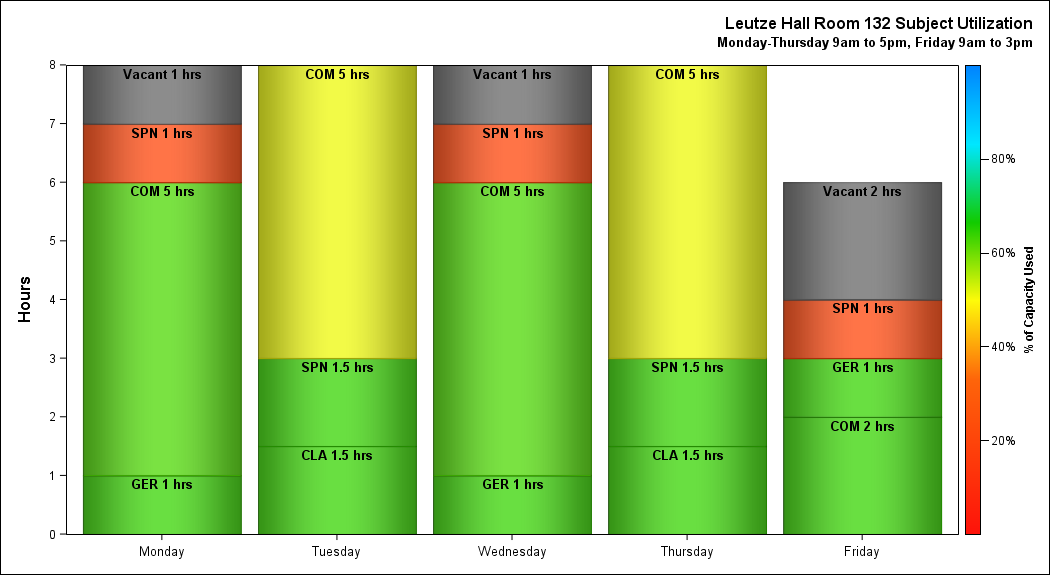 Leutze Hall Room 132 Subject Utilization
Monday-Thursday 9am to 5pm, Friday 9am to 3pm
Hours
8
7
6
5
4
3
2
1
0
Vacant 1 hrs
SPN 1 hrs
COM 5 hrs
GER 1 hrs
COM 5 hrs
SPN 1.5 hrs
CLA 1.5 hrs
Vacant 1 hrs
SPN 1 hrs
COM 5 hrs
GER 1 hrs
COM 5 hrs
SPN 1.5 hrs
CLA 1.5 hrs
Vacant 2 hrs
SPN 1 hrs
GER 1 hrs
COM 2 hrs
Monday Tuesday Wednesday Thursday Friday
80%
60%
40%
20%
% of Capacity Used